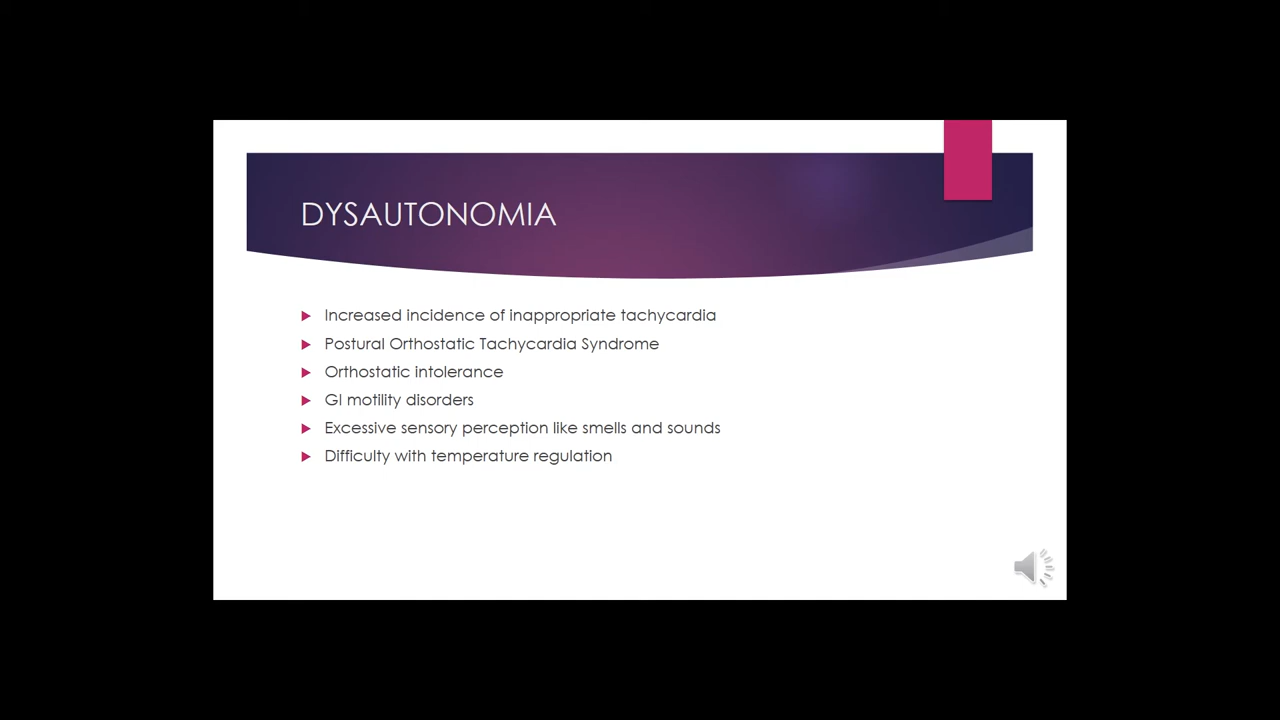 DYSAUTONOMIA
Increased incidence of inappropriate tachycardia
Postural Orthostatic Tachycardia Syndrome
Orthostatic intolerance
GI motility disorders
Excessive sensory perception like smells and sounds
Difficulty with temperature regulation